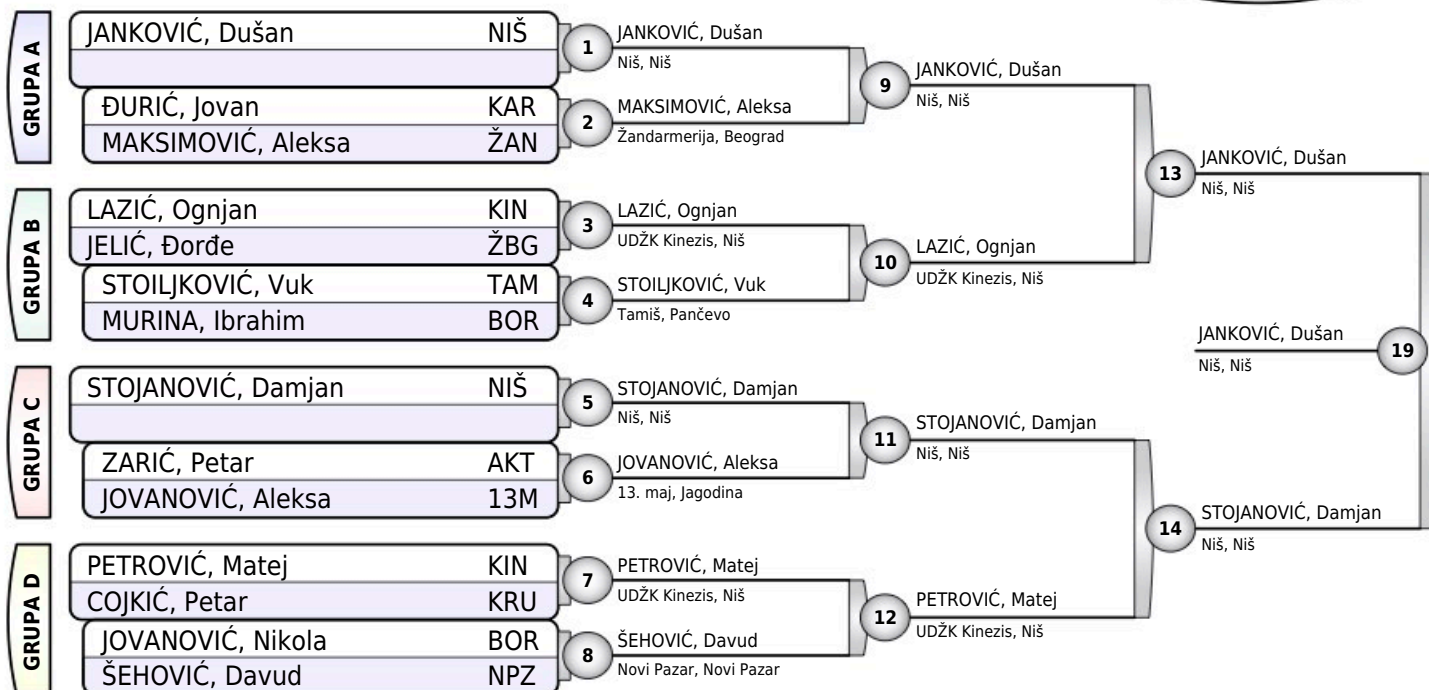 GRUPA A
JANKOVIĆ, Dušan NIŠ
ĐURIĆ, Jovan KAR
MAKSIMOVIĆ, Aleksa ŽAN
GRUPA B
LAZIĆ, Ognjan KIN
JELIĆ, Đorđe ŽBG
STOILJKOVIĆ, Vuk TAM
MURINA, Ibrahim BOR
GRUPA C
STOJANOVIĆ, Damjan NIŠ
ZARIĆ, Petar AKT
JOVANOVIĆ, Aleksa 13M
GRUPA D
PETROVIĆ, Matej KIN
COJKIĆ, Petar KRU
JOVANOVIĆ, Nikola BOR
ŠEHOVIĆ, Davud NPZ
1
JANKOVIĆ, Dušan
Niš, Niš
2
MAKSIMOVIĆ, Aleksa
Žandarmerija, Beograd
3
LAZIĆ, Ognjan
UDŽK Kinezis, Niš
4
STOILJKOVIĆ, Vuk
Tamiš, Pančevo
5
STOJANOVIĆ, Damjan
Niš, Niš
6
JOVANOVIĆ, Aleksa
13. maj, Jagodina
7
PETROVIĆ, Matej
UDŽK Kinezis, Niš
8
ŠEHOVIĆ, Davud
Novi Pazar, Novi Pazar
9
JANKOVIĆ, Dušan
Niš, Niš
10
LAZIĆ, Ognjan
UDŽK Kinezis, Niš
11
STOJANOVIĆ, Damjan
Niš, Niš
12
PETROVIĆ, Matej
UDŽK Kinezis, Niš
13
JANKOVIĆ, Dušan
Niš, Niš
14
STOJANOVIĆ, Damjan
Niš, Niš
JANKOVIĆ, Dušan
Niš, Niš
19